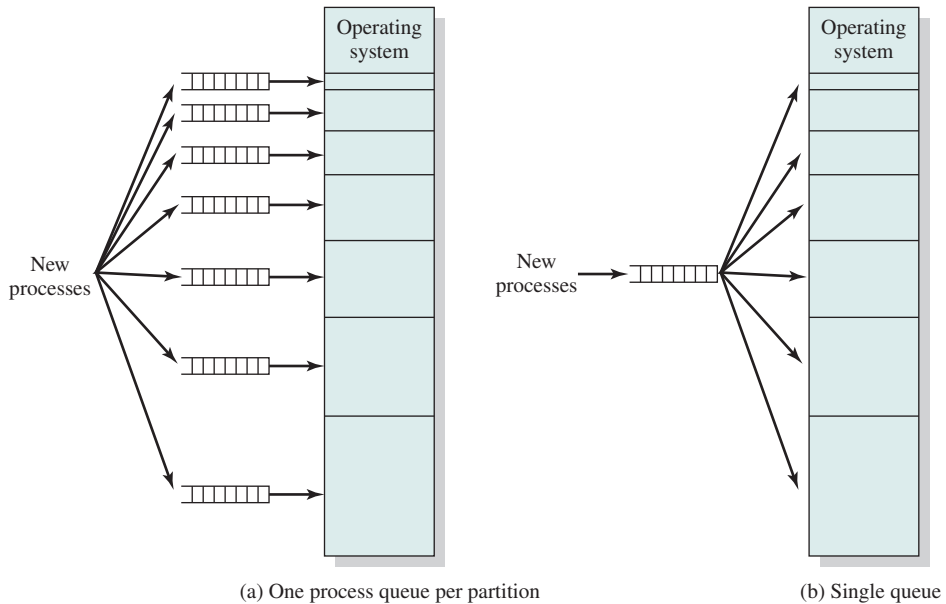 Operating
system
New
processes
(a) One process queue per partition
Operating
system
New
processes
(b) Single queue